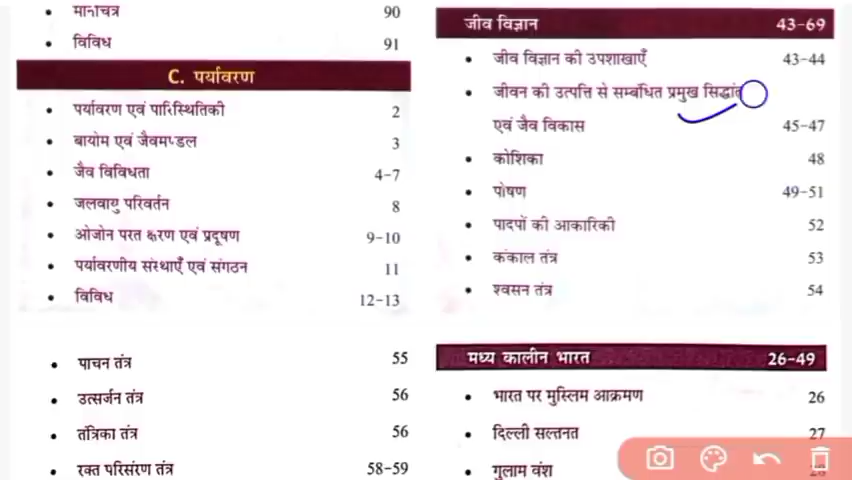 मानचित्र 90
विविध 91
C. पर्यावरण
पर्यावरण एवं पारिस्थितिकी 2
बायोम एवं जैवमण्डल 3
जैव विविधता 4-7
जलवायु परिवर्तन 8
ओजोन परत क्षरण एवं प्रदूषण 9-10
पर्यावरणीय संस्थाएँ एवं संगठन 11
विविध 12-13
पाचन तंत्र 55
उत्सर्जन तंत्र 56
तंत्रिका तंत्र 56
रक्त परिसंरण तंत्र 58-59
जीव विज्ञान 43-69
जीव विज्ञान की उपशाखाएँ 43-44
जीवन की उत्पत्ति से सम्बंधित प्रमुख सिद्धांत
एवं जैव विकास 45-47
कोशिका 48
पोषण 49-51
पादपों की आकारिकी 52
कंकाल तंत्र 53
श्वसन तंत्र 54
मध्य कालीन भारत 26-49
भारत पर मुस्लिम आक्रमण 26
दिल्ली सल्तनत 27
गुलाम वंश 28